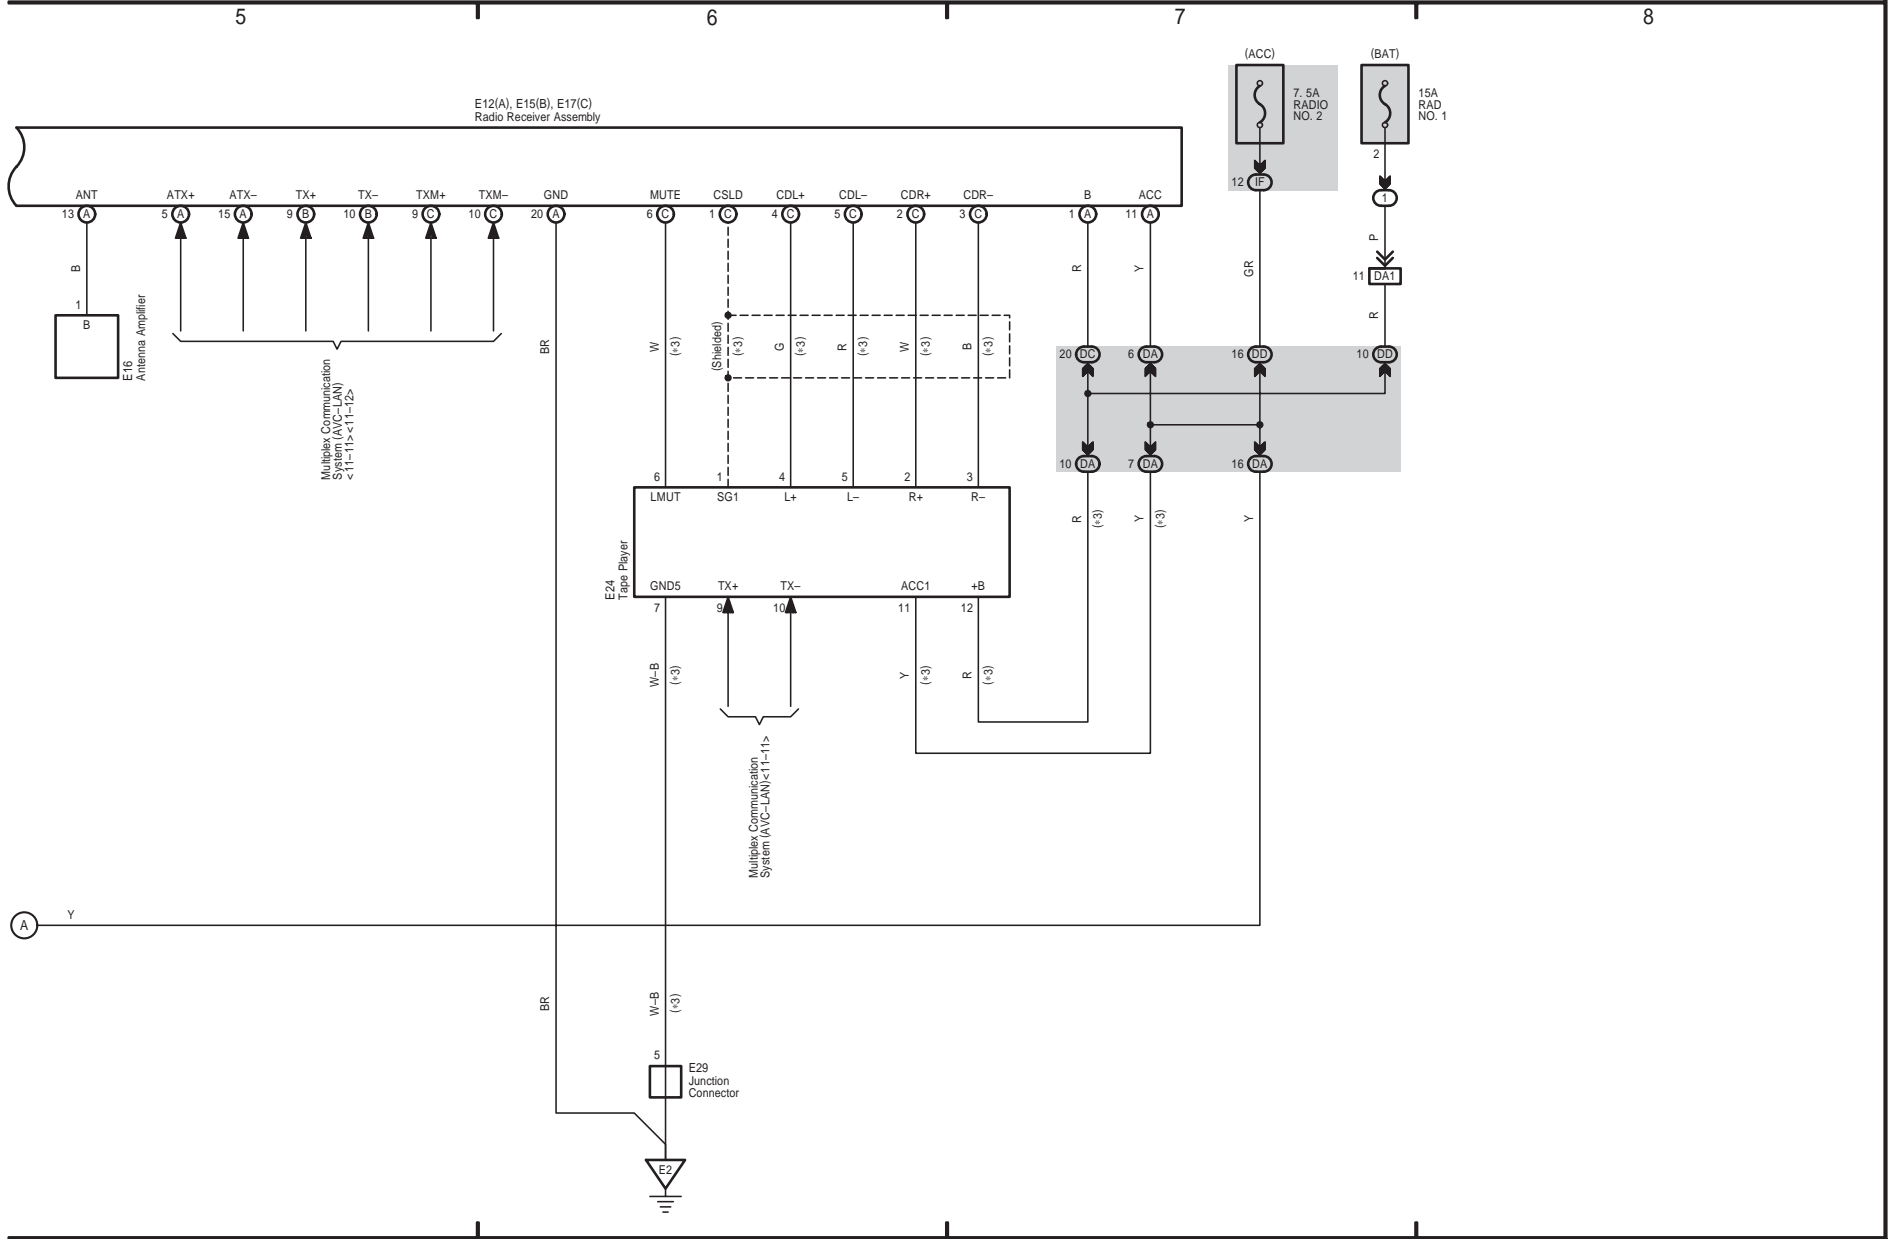 5
6
7
8
(ACC)
(BAT)
7. 5A
RADIO
NO. 2
15A
RAD
NO. 1
E12(A), E15(B), E17(C)
Radio Receiver Assembly
2
12 IF
1
ANT
ATX+
ATX–
TX+
TX–
TXM+
TXM–
GND
MUTE
CSLD
CDL+
CDL–
CDR+
CDR–
B
ACC
13 A
5 A
15 A
9 B
10 B
9 C
10 C
20 A
6 C
1 C
4 C
5 C
2 C
3 C
1 A
11 A
B
R
Y
GR
P
11 DA1
R
1
B
E16
Antenna Amplifier
BR
W
(∗3)
(Shielded)
(∗3)
G
(∗3)
R
(∗3)
W
(∗3)
B
(∗3)
20 DC
6 DA
16 DD
10 DD
Multiplex Communication
System (AVC–LAN)
<11–11><11–12>
10 DA
7 DA
16 DA
6
1
4
5
2
3
LMUT
SG1
L+
L–
R+
R–
R
(∗3)
Y
(∗3)
Y
E24
Tape Player
GND5
TX+
TX–
ACC1
+B
7
9
10
11
12
W–B
(∗3)
Y
(∗3)
R
(∗3)
Multiplex Communication
System (AVC–LAN)<11–11>
A
Y
BR
W–B
(∗3)
5
E29
Junction
Connector
E2